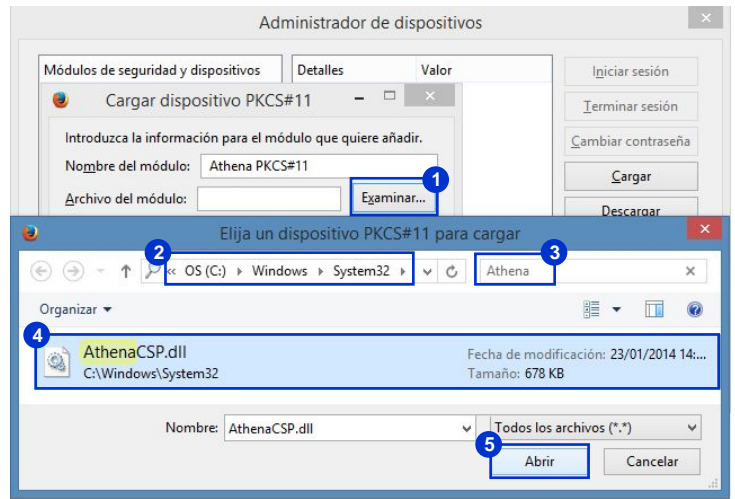 Administrador de dispositivos
Módulos de seguridad y dispositivos Detalles Valor Iniciar sesión
Cargar dispositivo PKCS#11 Terminar sesión
Introduzca la información para el módulo que quiere añadir. Cambiar contraseña
Nombre del módulo: Athena PKCS#11 Cargar
1
Archivo del módulo: Examinar...
Descargar
Elija un dispositivo PKCS#11 para cargar
2 3
« OS (C:) Windows System32 Athena
Organizar
4
AthenaCSP.dll Fecha de modificación: 23/01/2014 14:...
C:\Windows\System32 Tamaño: 678 KB
Nombre: AthenaCSP.dll Todos los archivos (*.*)
5
Abrir Cancelar